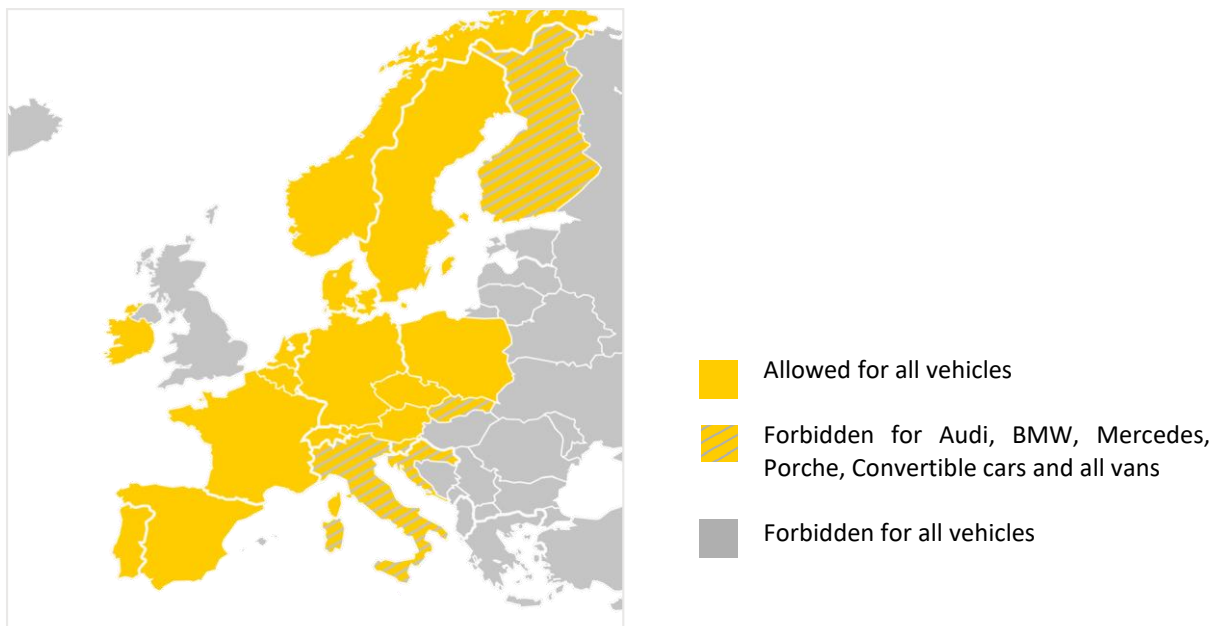 Allowed for all vehicles
Forbidden for Audi, BMW, Mercedes,
Porche, Convertible cars and all vans
Forbidden for all vehicles